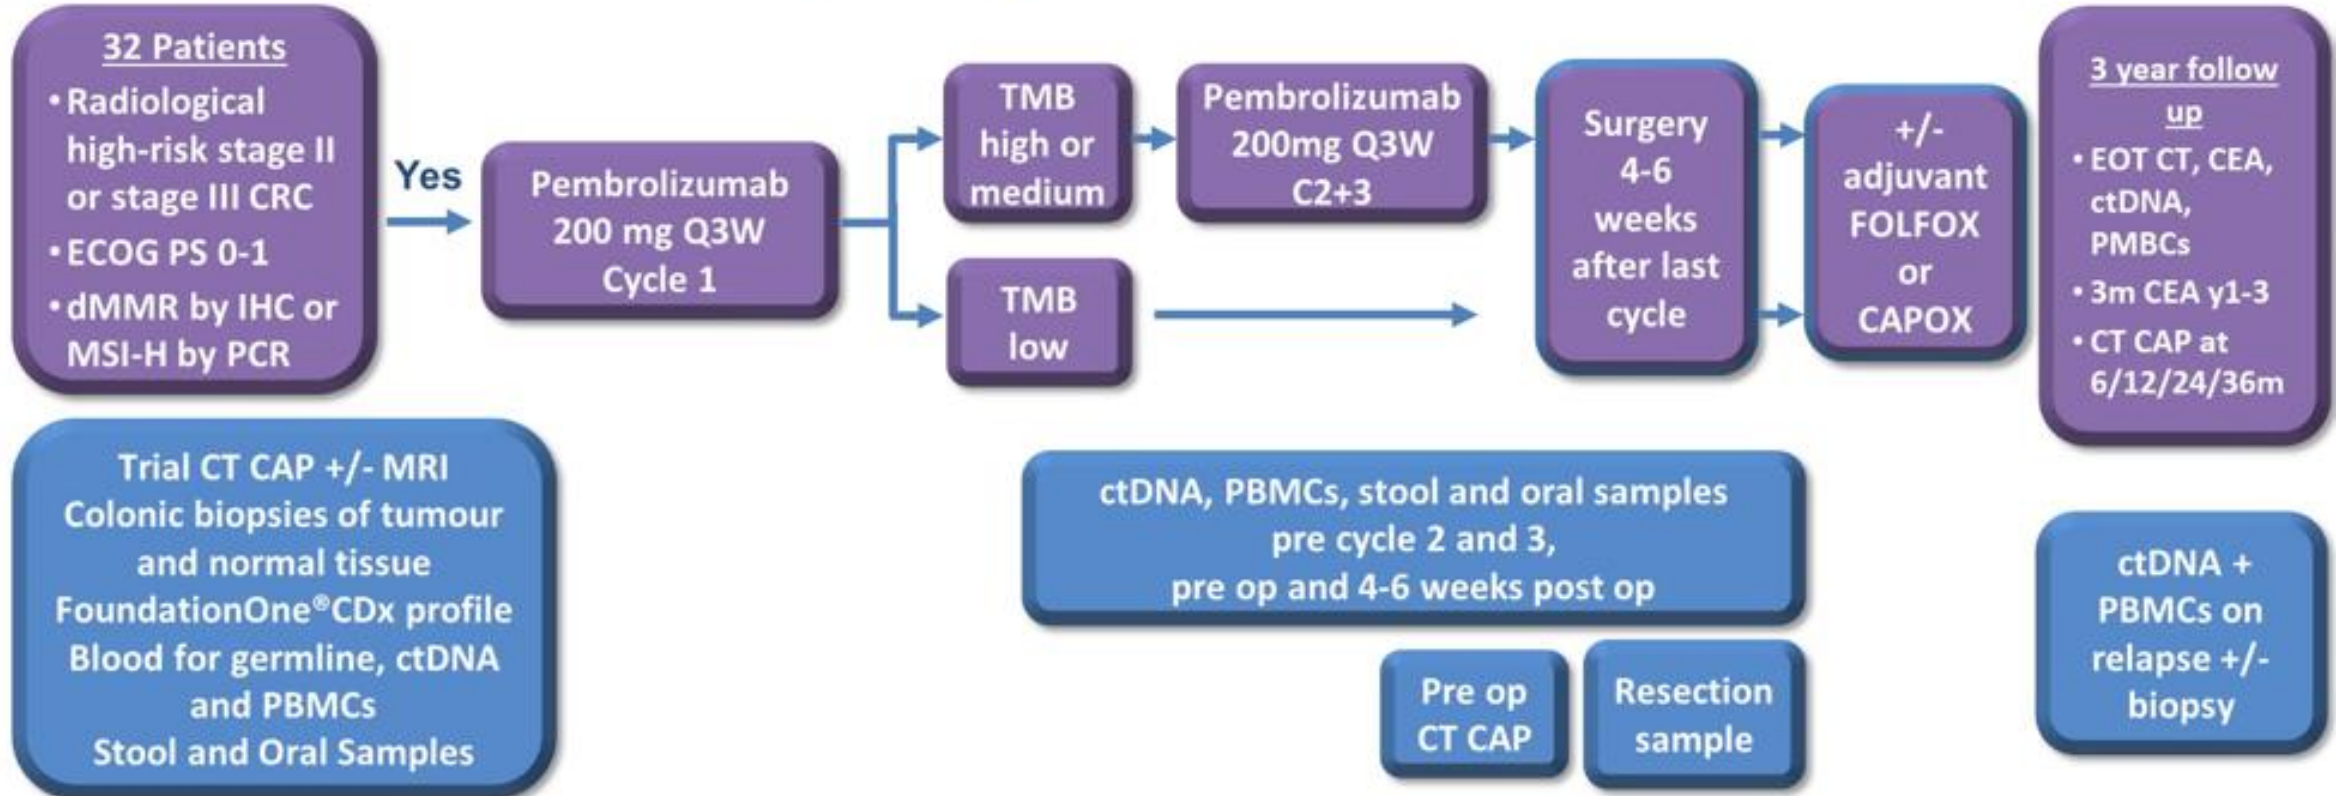 32 Patients
• Radiological
high-risk stage II
or stage III CRC
• ECOG PS 0-1
• dMMR by IHC or
MSI-H by PCR
Yes
Pembrolizumab
200 mg Q3W
Cycle 1
TMB
high or
medium
Pembrolizumab
200mg Q3W
C2+3
TMB
low
Surgery
4-6
weeks
after last
cycle
+/-
adjuvant
FOLFOX
or
CAPOX
3 year follow
up
• EOT CT, CEA,
ctDNA,
PMBCs
• 3m CEA y1-3
• CT CAP at
6/12/24/36m
Trial CT CAP +/- MRI
Colonic biopsies of tumour
and normal tissue
FoundationOne®CDx profile
Blood for germline, ctDNA
and PBMCs
Stool and Oral Samples
ctDNA, PBMCs, stool and oral samples
pre cycle 2 and 3,
pre op and 4-6 weeks post op
Pre op
CT CAP
Resection
sample
ctDNA +
PBMCs on
relapse +/-
biopsy